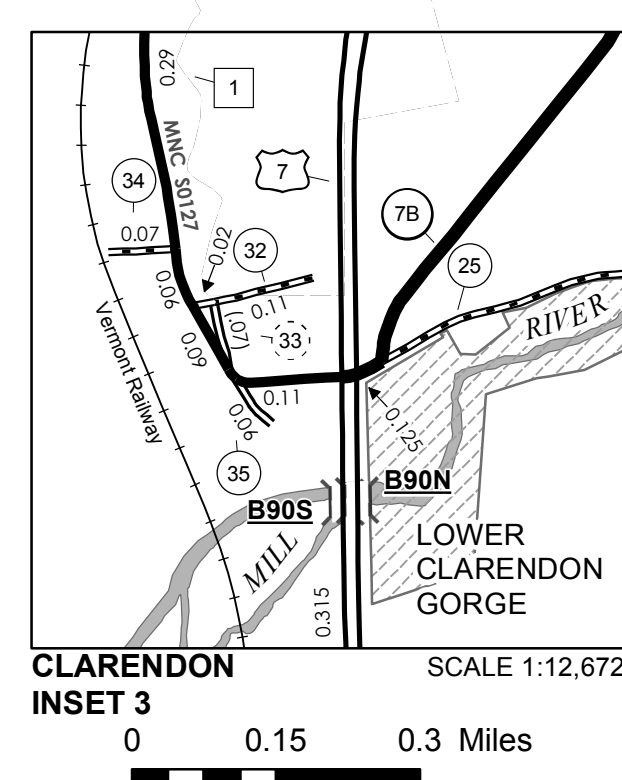 0.29
1
MNC S0127
34
7
0.07
0.02
32
7B
25
0.06
0.11
(.07)
33
RIVER
Vermont Railway
0.09
0.11
0.06
0.125
35
B90N
B90S
MILL
LOWER
CLARENDON
GORGE
0.315
CLARENDON
INSET 3
SCALE 1:12,672
0 0.15 0.3 Miles